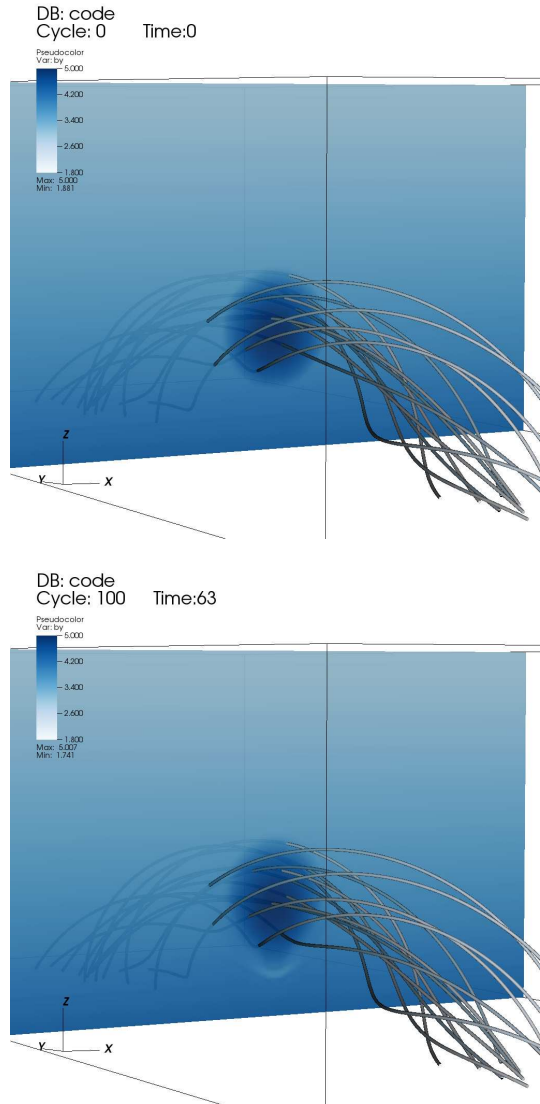 DB: code
Cycle: 0 Time:0
Pseudocolor
Var: by
5.000
4.200
3.400
2.600
1.800
Max: 5.000
Min: 1.881
Z
Y X
DB: code
Cycle: 100 Time:63
Pseudocolor
Var: by
5.000
4.200
3.400
2.600
1.800
Max: 5.007
Min: 1.741
Z
Y X